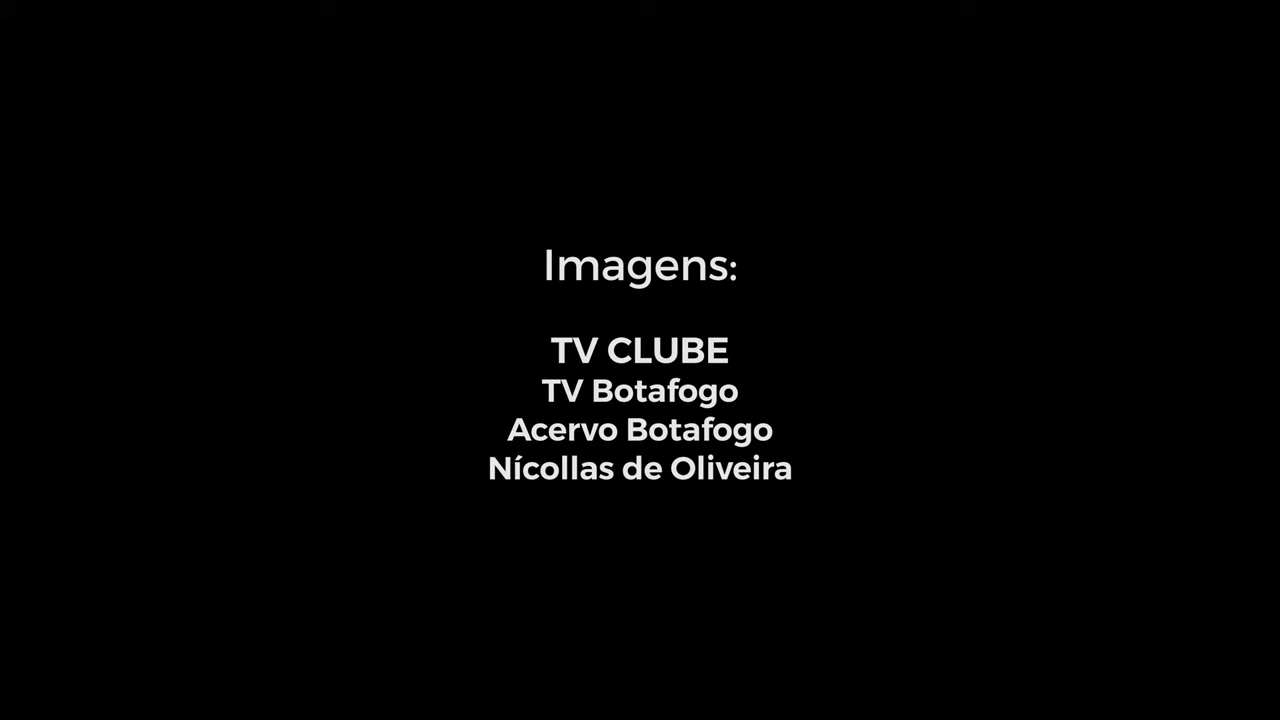 Imagens:
TV CLUBE
TV Botafogo
Acervo Botafogo
Nícollas de Oliveira